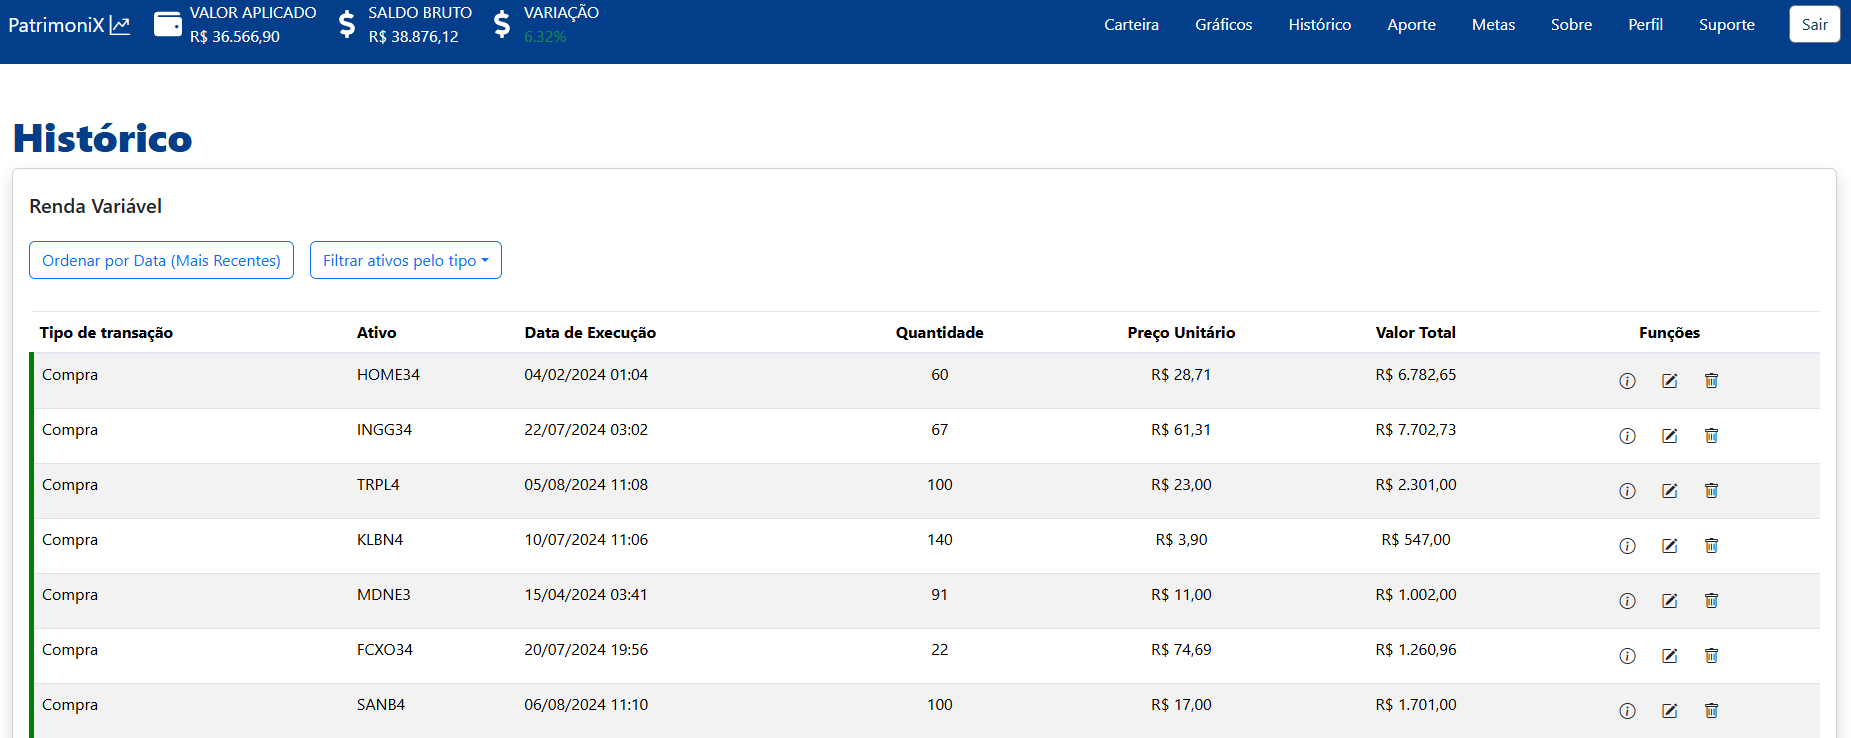 PatrimoniX
VALOR APLICADO
R$ 36.566,90
SALDO BRUTO
R$ 38.876,12
VARIAÇÃO
6.32%
Carteira Gráficos Histórico Aporte Metas Sobre Perfil Suporte Sair
Histórico
Renda Variável
Ordenar por Data (Mais Recentes) Filtrar ativos pelo tipo
Tipo de transação Ativo Data de Execução Quantidade Preço Unitário Valor Total Funções
Compra HOME34 04/02/2024 01:04 60 R$ 28,71 R$ 6.782,65
Compra INGG34 22/07/2024 03:02 67 R$ 61,31 R$ 7.702,73
Compra TRPL4 05/08/2024 11:08 100 R$ 23,00 R$ 2.301,00
Compra KLBN4 10/07/2024 11:06 140 R$ 3,90 R$ 547,00
Compra MDNE3 15/04/2024 03:41 91 R$ 11,00 R$ 1.002,00
Compra FCXO34 20/07/2024 19:56 22 R$ 74,69 R$ 1.260,96
Compra SANB4 06/08/2024 11:10 100 R$ 17,00 R$ 1.701,00